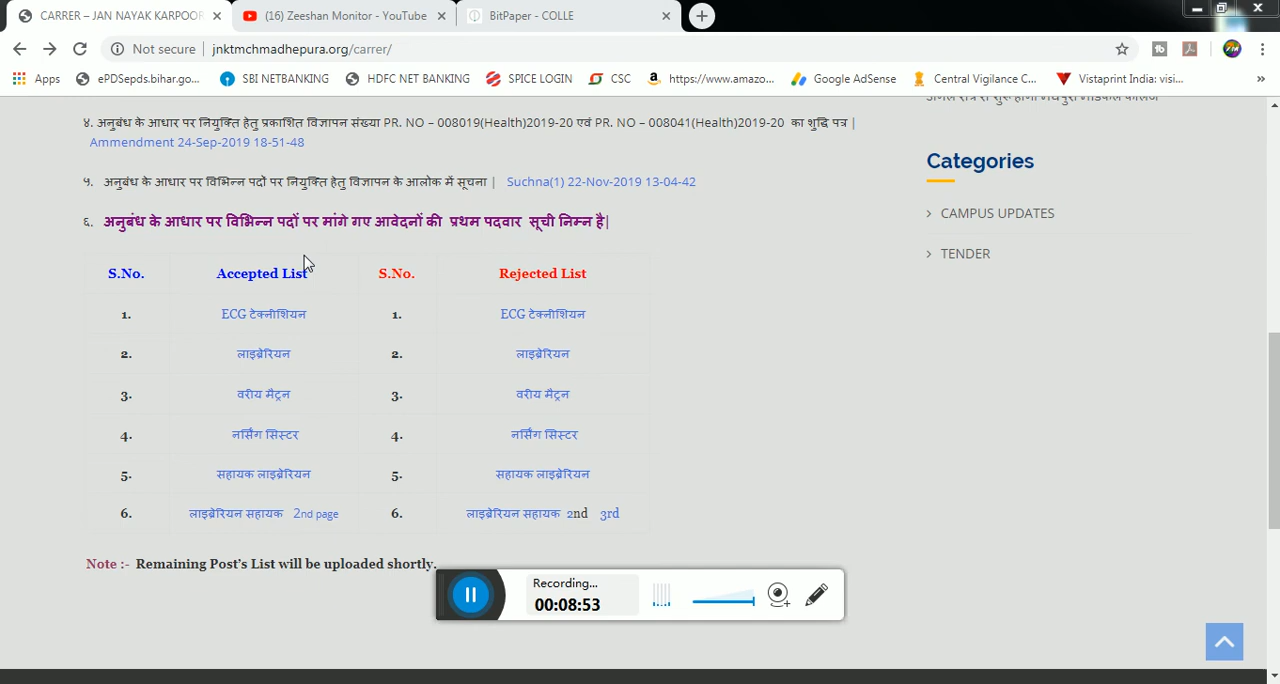 CARRER – JAN NAYAK KARPOOR
(16) Zeeshan Monitor - YouTube
BitPaper - COLLE
Not secure | jnktmchmadhepura.org/carrer/
Apps ePDSepds.bihar.go... SBI NETBANKING HDFC NET BANKING SPICE LOGIN CSC https://www.amazo... Google AdSense Central Vigilance C... Vistaprint India: visi... »
४. अनुबंध के आधार पर नियुक्ति हेतु प्रकाशित विज्ञापन संख्या PR. NO – 008019(Health)2019-20 एवं PR. NO – 008041(Health)2019-20 का शुद्धि पत्र |
Ammendment 24-Sep-2019 18-51-48
५. अनुबंध के आधार पर विभिन्न पदों पर नियुक्ति हेतु विज्ञापन के आलोक में सूचना | Suchna(1) 22-Nov-2019 13-04-42
६. अनुबंध के आधार पर विभिन्न पदों पर मांगे गए आवेदनों की प्रथम पदवार सूची निम्न है|
S.No. Accepted List S.No. Rejected List
1. ECG टेक्नीशियन 1. ECG टेक्नीशियन
2. लाइब्रेरियन 2. लाइब्रेरियन
3. वरीय मैट्रन 3. वरीय मैट्रन
4. नर्सिंग सिस्टर 4. नर्सिंग सिस्टर
5. सहायक लाइब्रेरियन 5. सहायक लाइब्रेरियन
6. लाइब्रेरियन सहायक 2nd page 6. लाइब्रेरियन सहायक 2nd 3rd
Note :- Remaining Post's List will be uploaded shortly.
Categories
CAMPUS UPDATES
TENDER
Recording...
00:08:53